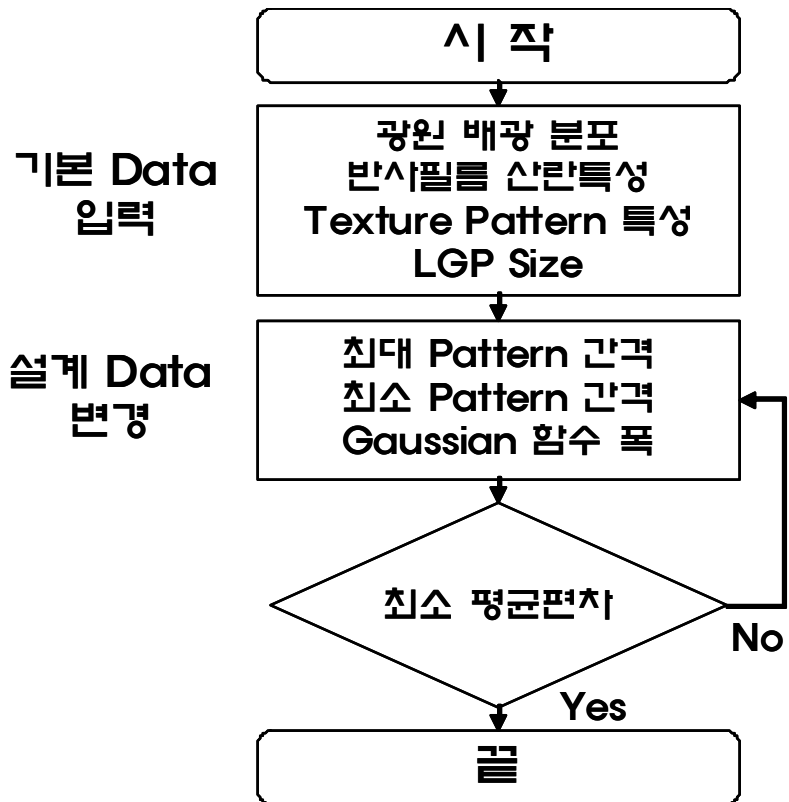 시 작
기본 Data
입력
광원 배광 분포
반사필름 산란특성
Texture Pattern 특성
LGP Size
설계 Data
변경
최대 Pattern 간격
최소 Pattern 간격
Gaussian 함수 폭
최소 평균편차
No
Yes
끝